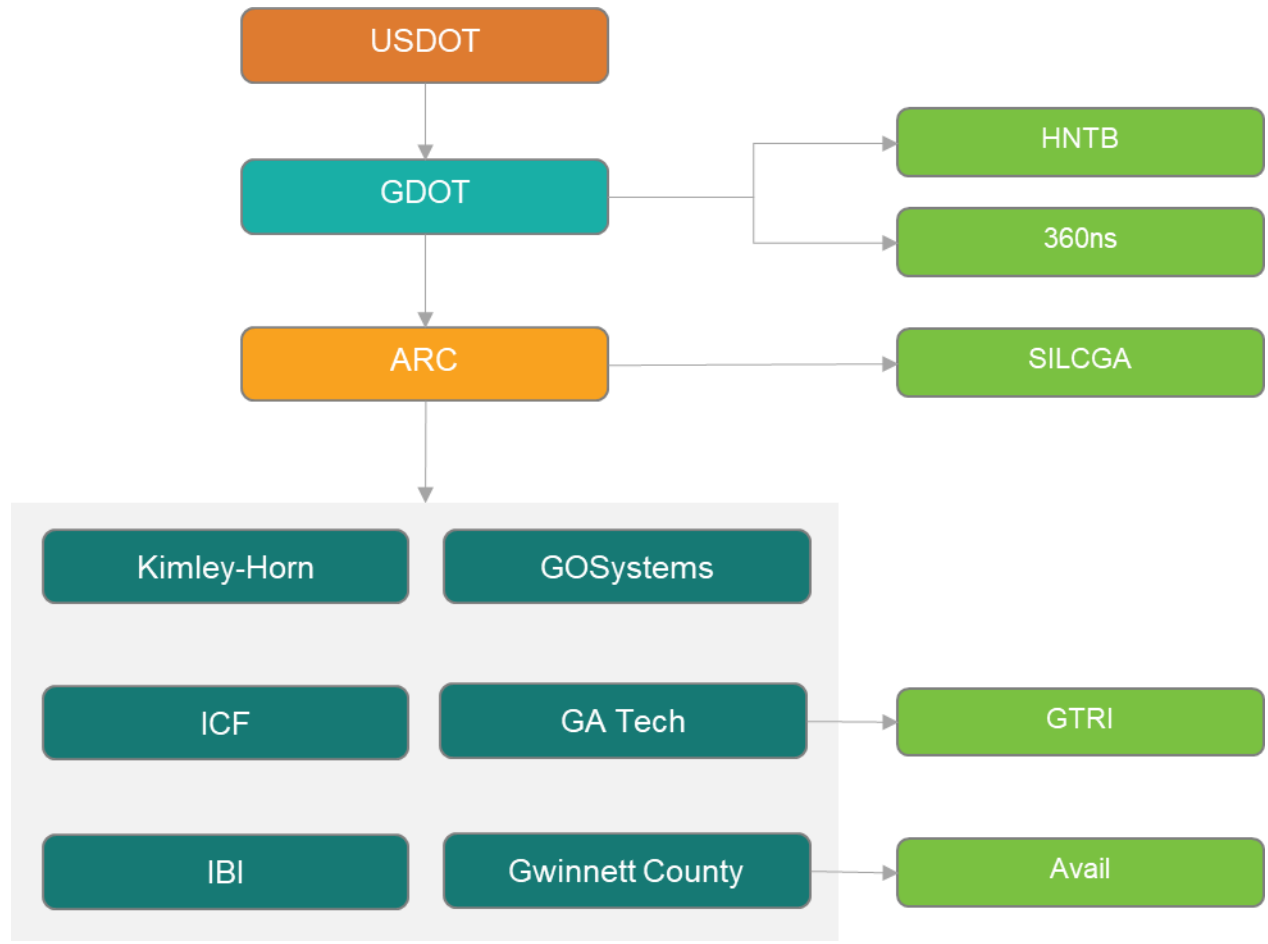 USDOT
HNTB
GDOT
360ns
ARC
SILCGA
Kimley-Horn
GOSystems
ICF
GA Tech
GTRI
IBI
Gwinnett County
Avail